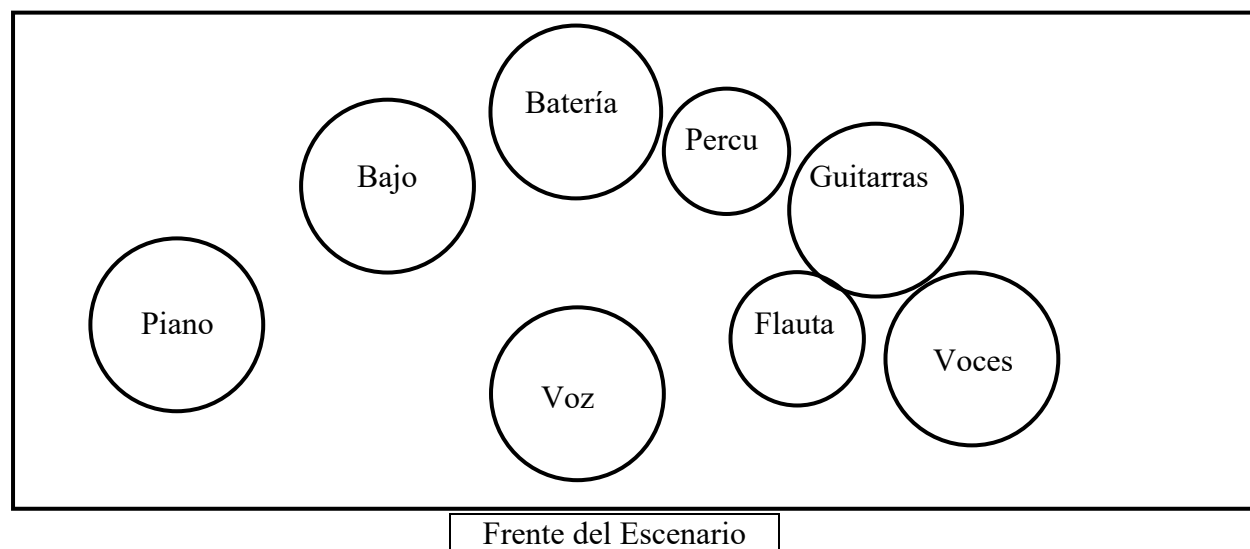 Batería
Percu
Bajo
Guitarras
Piano
Flauta
Voces
Voz
Frente del Escenario